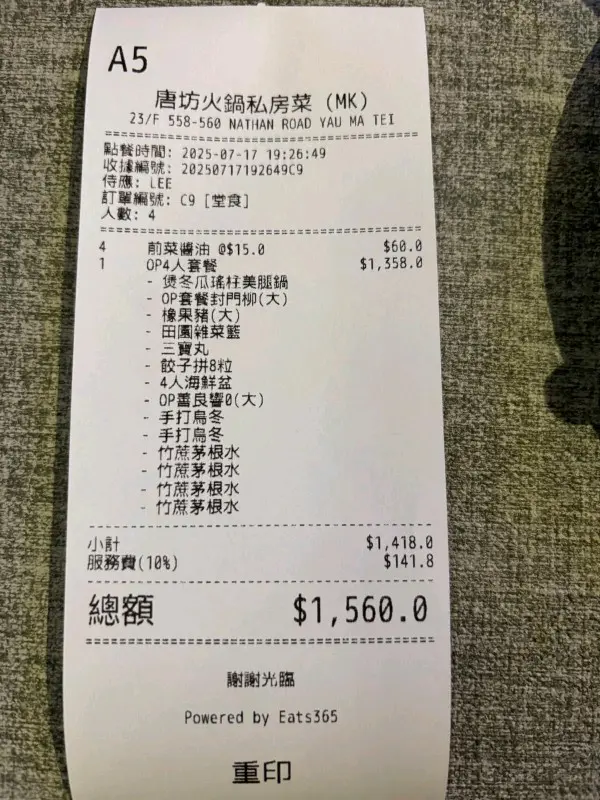 A5
唐坊火鍋私房菜 (MK)
23/F 558-560 NATHAN ROAD YAU MA TEI
點餐時間: 2025-07-17 19:26:49
收據編號: 20250717192649C9
侍應: LEE
訂單編號: C9 [堂食]
人數: 4
4 前菜醬油 @$15.0 $60.0
1 OP4人套餐 $1,358.0
- 煲冬瓜瑤柱美腿鍋
- OP套餐封門柳(大)
- 橡果豬(大)
- 田園雜菜籃
- 三寶丸
- 餃子拼8粒
- 4人海鮮盆
- OP善良響0(大)
- 手打烏冬
- 手打烏冬
- 竹蔗茅根水
- 竹蔗茅根水
- 竹蔗茅根水
- 竹蔗茅根水
小計 $1,418.0
服務費(10%) $141.8
總額 $1,560.0
謝謝光臨
Powered by Eats365
重印